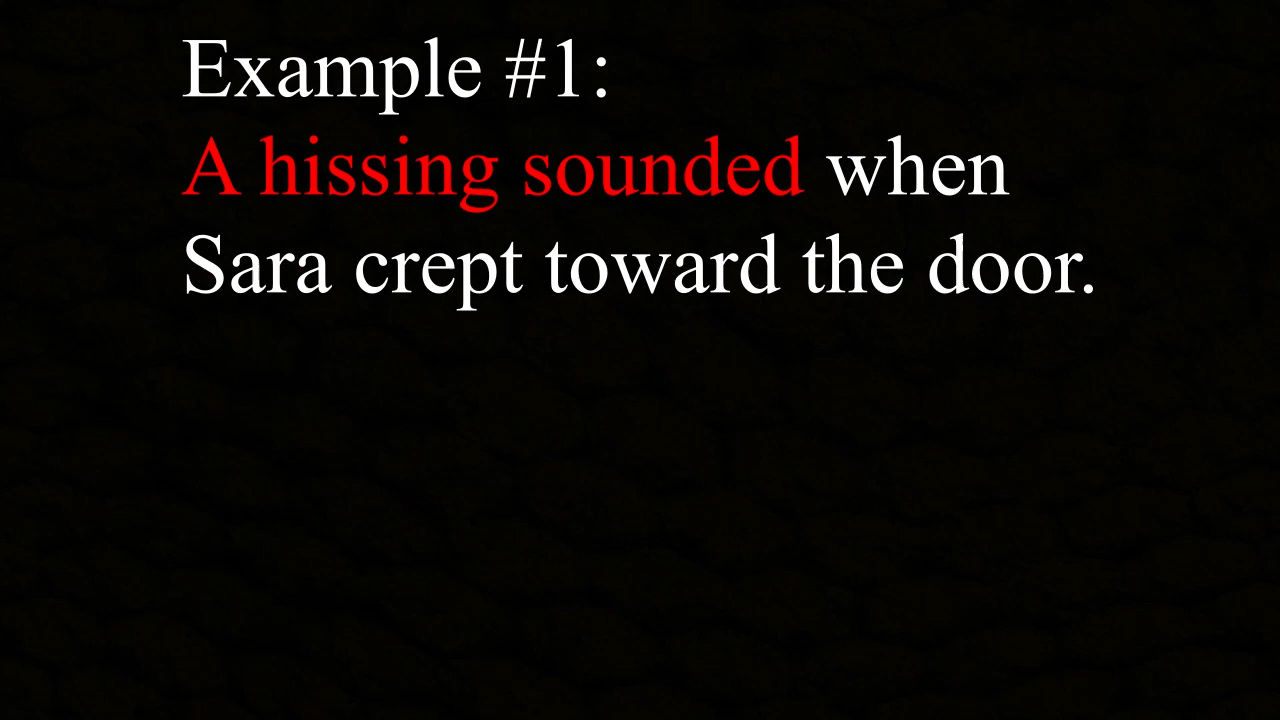 Example #1:
A hissing sounded when
Sara crept toward the door.